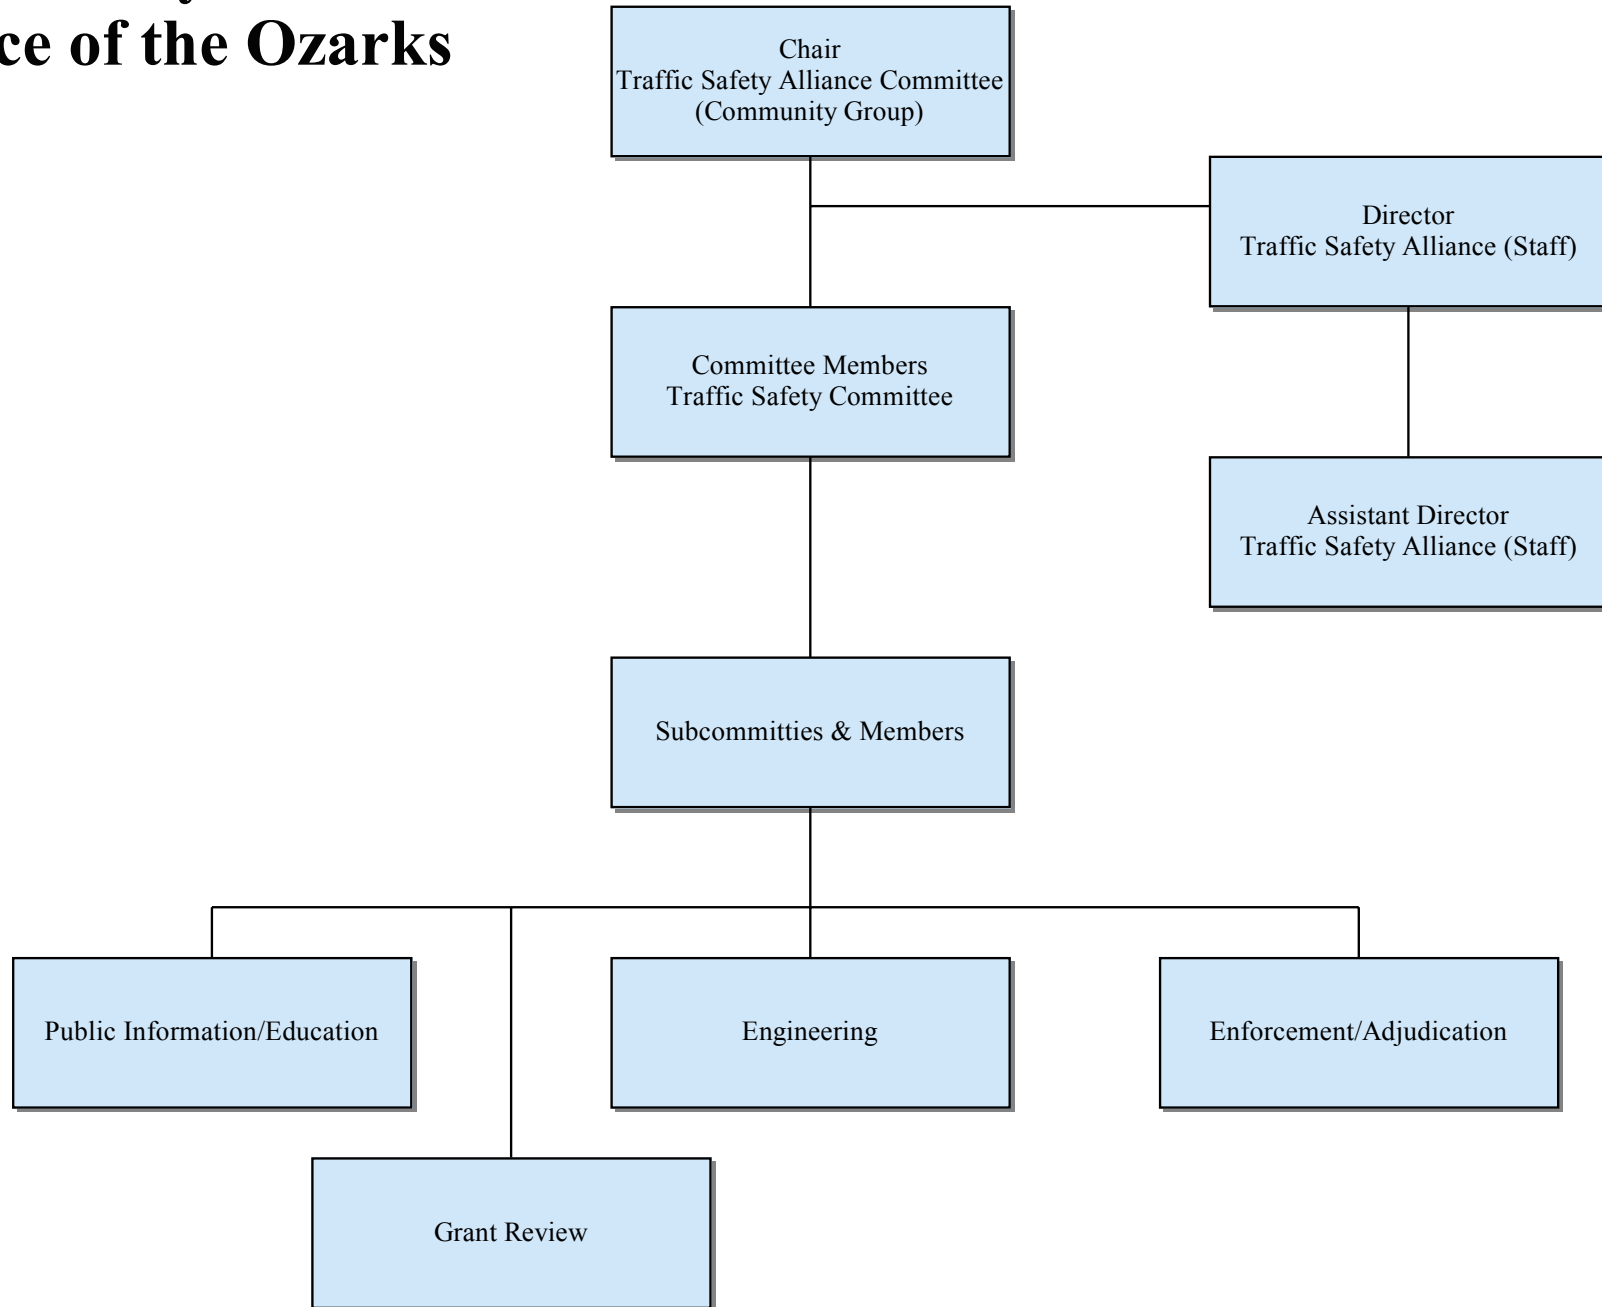 ce of the Ozarks
Chair
Traffic Safety Alliance Committee
(Community Group)
Director
Traffic Safety Alliance (Staff)
Committee Members
Traffic Safety Committee
Assistant Director
Traffic Safety Alliance (Staff)
Subcommitties & Members
Public Information/Education
Engineering
Enforcement/Adjudication
Grant Review